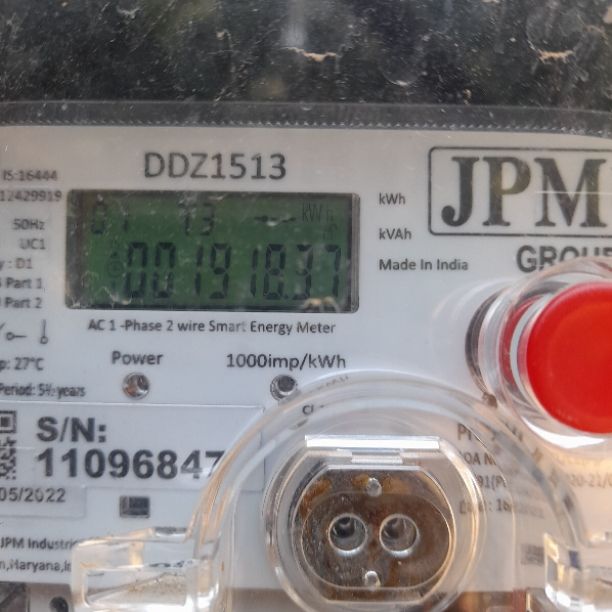 DDZ1513
IS:16444
12429919
50Hz
UC1
: D1
Part 1
Part 2
01 13 kWh
001918.37
kWh
kVAh
Made In India
JPM
GROUP
AC 1 -Phase 2 wire Smart Energy Meter
: 27°C
Power
1000imp/kWh
Period: 5½ years
S/N:
11096847
05/2022
JPM Industri
,Haryana,